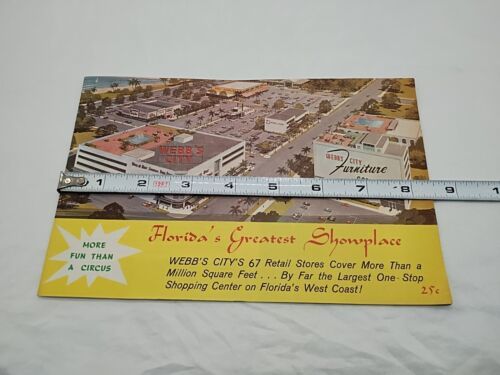 WEBB'S
CITY
WEBB'S CITY
Furniture
1 2 3 4 5 6 7 8 9
Florida's Greatest Showplace
MORE
FUN THAN
A CIRCUS
WEBB'S CITY'S 67 Retail Stores Cover More Than a
Million Square Feet . . . By Far the Largest One-Stop
Shopping Center on Florida's West Coast!
25¢